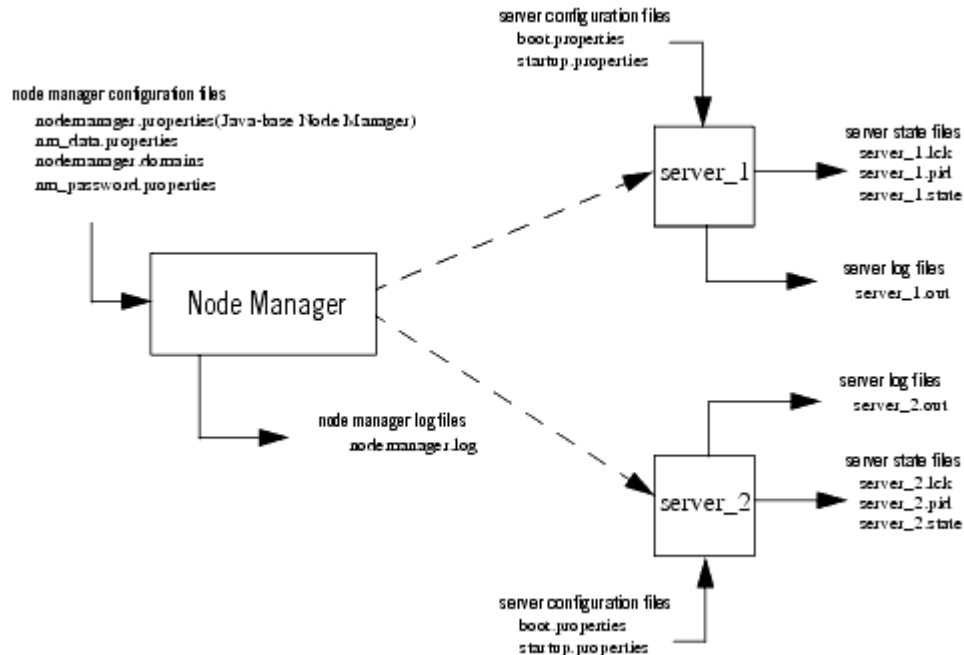 server configuration files
boot.properties
startup.properties
node manager configuration files
nodemanager.properties(Java-base Node Manager)
nm_data.properties
nodemanager.domains
nm_password.properties
server_1
server state files
server_1.lck
server_1.pid
server_1.state
server log files
server_1.out
Node Manager
node manager log files
nodemanager.log
server log files
server_2.out
server_2
server state files
server_2.lck
server_2.pid
server_2.state
server configuration files
boot.properties
startup.properties